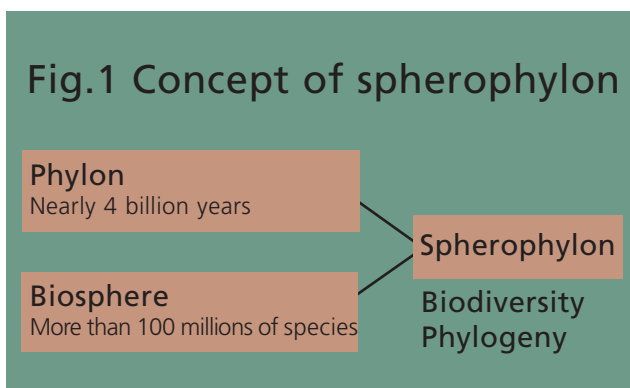 Fig.1 Concept of spherophylon
Phylon
Nearly 4 billion years
Spherophylon
Biosphere
More than 100 millions of species
Biodiversity
Phylogeny